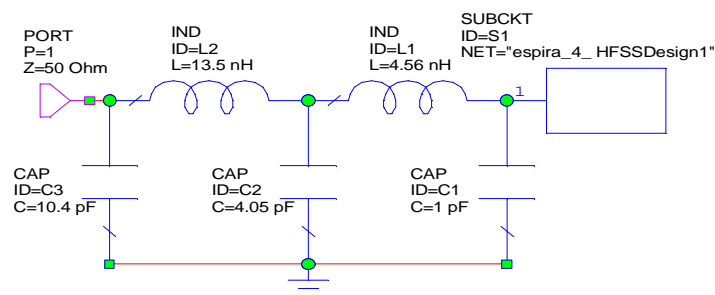 PORT
P=1
Z=50 Ohm
IND
ID=L2
L=13.5 nH
IND
ID=L1
L=4.56 nH
SUBCKT
ID=S1
NET="espira_4_ HFSSDesign1"
1
CAP
ID=C3
C=10.4 pF
CAP
ID=C2
C=4.05 pF
CAP
ID=C1
C=1 pF